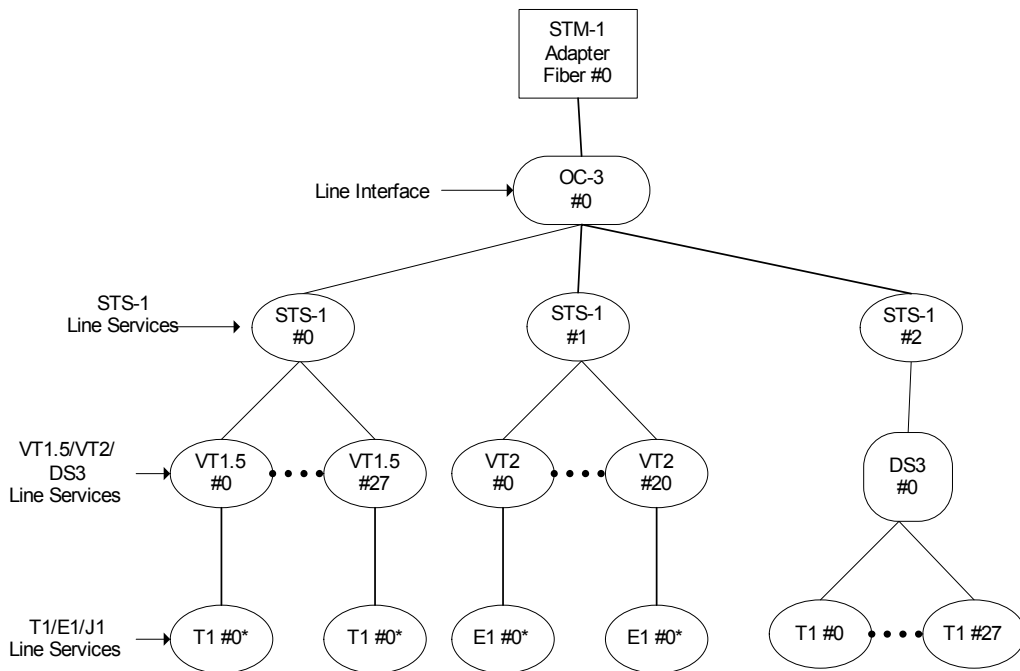 STM-1
Adapter
Fiber #0
Line Interface
OC-3
#0
STS-1
Line Services
STS-1
#0
STS-1
#1
STS-1
#2
VT1.5/VT2/
DS3
Line Services
VT1.5
#0
VT1.5
#27
VT2
#0
VT2
#20
DS3
#0
T1/E1/J1
Line Services
T1 #0*
T1 #0*
E1 #0*
E1 #0*
T1 #0
T1 #27